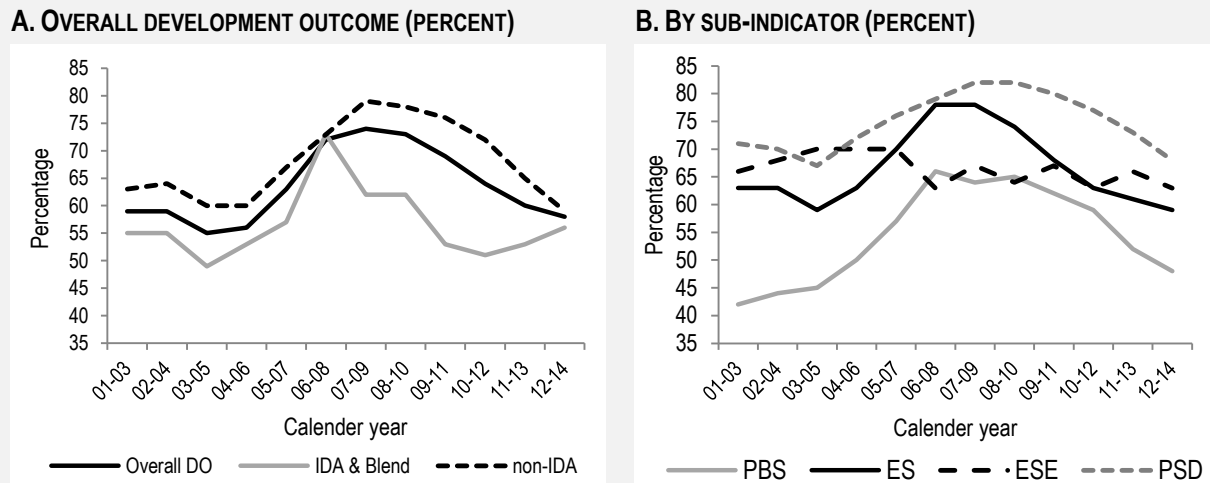 A. OVERALL DEVELOPMENT OUTCOME (PERCENT)
85
80
75
70
65
60
55
50
45
40
35
Percentage
01-03 02-04 03-05 04-06 05-07 06-08 07-09 08-10 09-11 10-12 11-13 12-14
Calender year
Overall DO IDA & Blend non-IDA
B. BY SUB-INDICATOR (PERCENT)
85
80
75
70
65
60
55
50
45
40
35
Percentage
01-03 02-04 03-05 04-06 05-07 06-08 07-09 08-10 09-11 10-12 11-13 12-14
Calender year
PBS ES ESE PSD